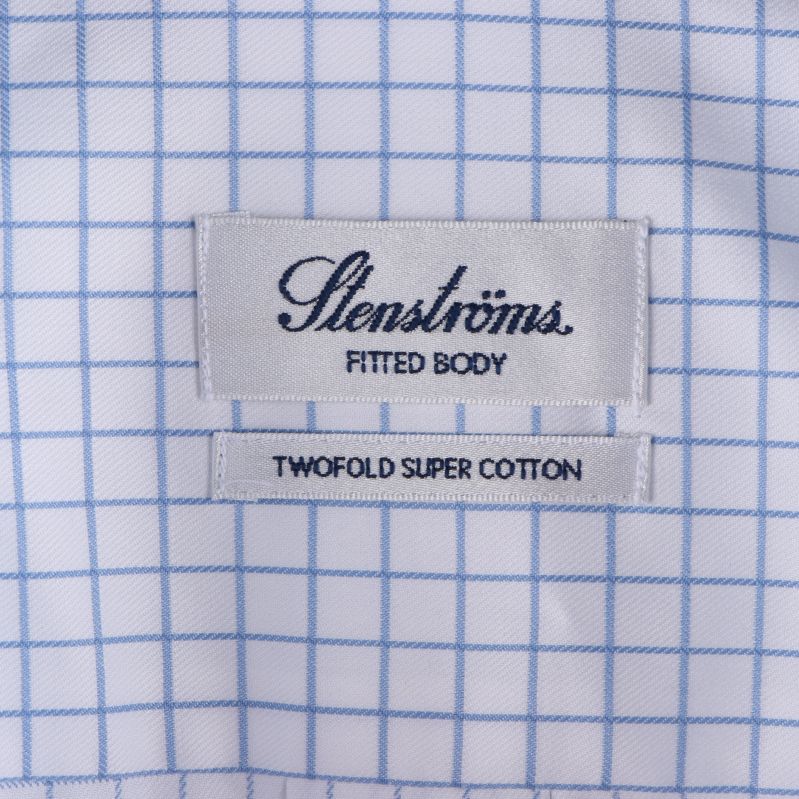 Stenströms
FITTED BODY
TWOFOLD SUPER COTTON